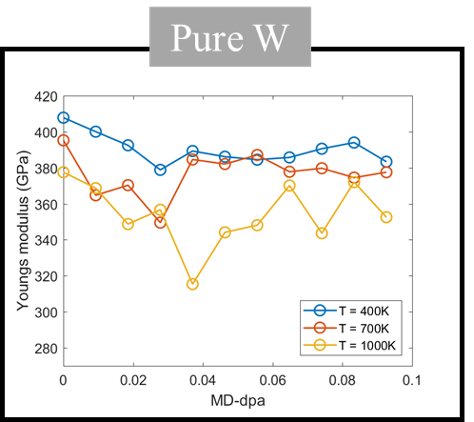 Pure W
420
400
380
360
340
320
300
280
Youngs modulus (GPa)
0
0.02
0.04
0.06
0.08
0.1
MD-dpa
T = 400K
T = 700K
T = 1000K